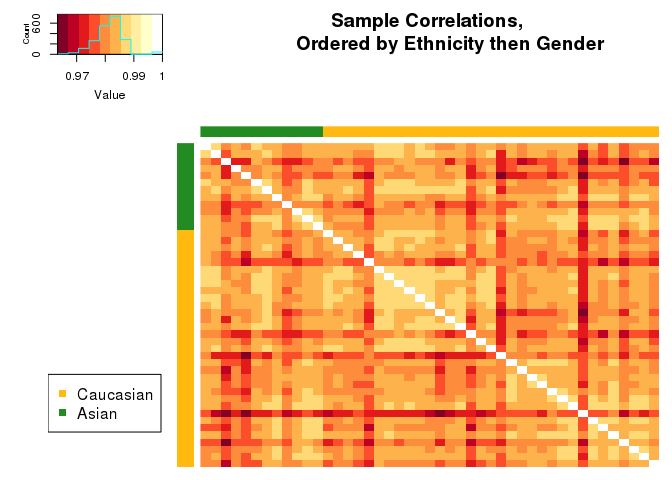 Sample Correlations,
Ordered by Ethnicity then Gender
Count
0 600
0.97 0.99 1
Value
Caucasian
Asian